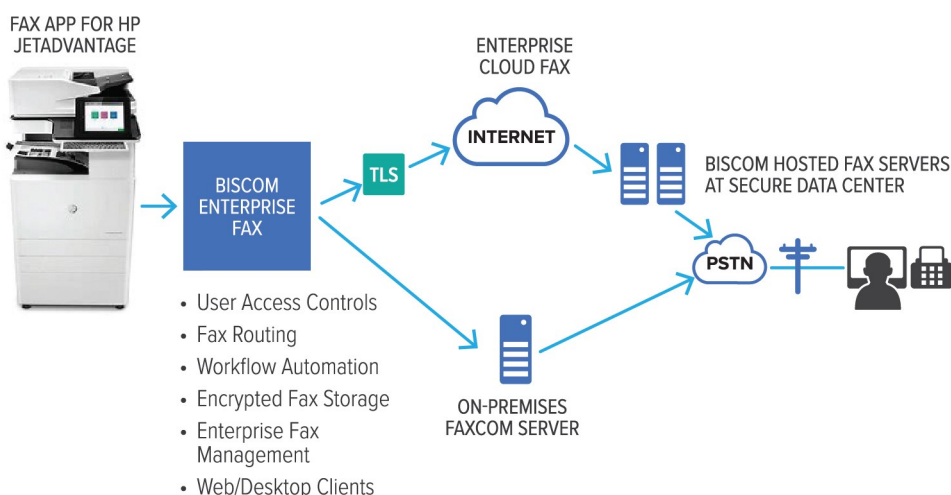 FAX APP FOR HP
JETADVANTAGE
ENTERPRISE
CLOUD FAX
INTERNET
BISCOM
ENTERPRISE
FAX
TLS
BISCOM HOSTED FAX SERVERS
AT SECURE DATA CENTER
PSTN
• User Access Controls
• Fax Routing
• Workflow Automation
• Encrypted Fax Storage
• Enterprise Fax
Management
• Web/Desktop Clients
ON-PREMISES
FAXCOM SERVER